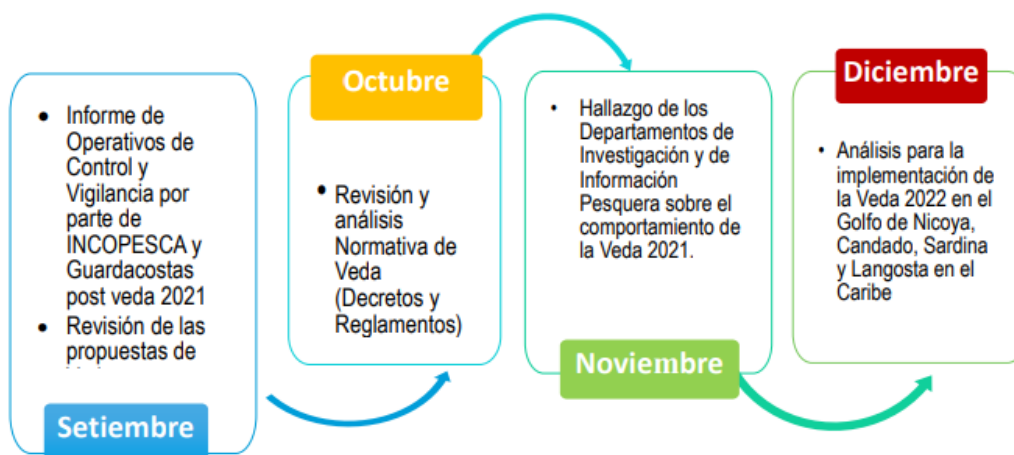 • Informe de
Operativos de
Control y
Vigilancia por
parte de
INCOPESCA y
Guardacostas
post veda 2021
• Revisión de las
propuestas de
Setiembre
Octubre
• Revisión y
análisis
Normativa de
Veda
(Decretos y
Reglamentos)
• Hallazgo de los
Departamentos de
Investigación y de
Información
Pesquera sobre el
comportamiento de
la Veda 2021.
Noviembre
Diciembre
• Análisis para la
implementación de
la Veda 2022 en el
Golfo de Nicoya,
Candado, Sardina
y Langosta en el
Caribe